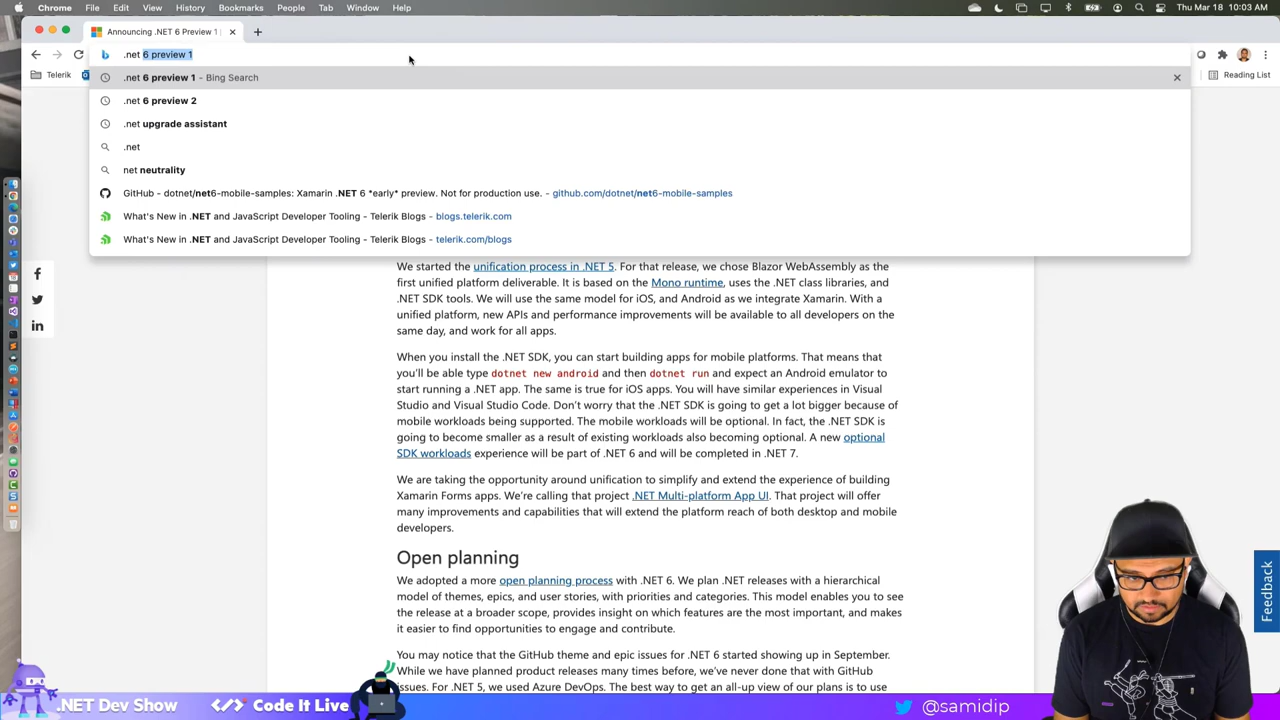 Chrome File Edit View History Bookmarks People Tab Window Help
Thu Mar 18 10:03 AM
Announcing .NET 6 Preview 1 |
.net 6 preview 1
Telerik
Reading List
.net 6 preview 1 - Bing Search
.net 6 preview 2
.net upgrade assistant
.net
net neutrality
GitHub - dotnet/net6-mobile-samples: Xamarin .NET 6 *early* preview. Not for production use. - github.com/dotnet/net6-mobile-samples
What's New in .NET and JavaScript Developer Tooling - Telerik Blogs - blogs.telerik.com
What's New in .NET and JavaScript Developer Tooling - Telerik Blogs - telerik.com/blogs
We started the unification process in .NET 5. For that release, we chose Blazor WebAssembly as the
first unified platform deliverable. It is based on the Mono runtime, uses the .NET class libraries, and
.NET SDK tools. We will use the same model for iOS, and Android as we integrate Xamarin. With a
unified platform, new APIs and performance improvements will be available to all developers on the
same day, and work for all apps.
When you install the .NET SDK, you can start building apps for mobile platforms. That means that
you'll be able type dotnet new android and then dotnet run and expect an Android emulator to
start running a .NET app. The same is true for iOS apps. You will have similar experiences in Visual
Studio and Visual Studio Code. Don't worry that the .NET SDK is going to get a lot bigger because of
mobile workloads being supported. The mobile workloads will be optional. In fact, the .NET SDK is
going to become smaller as a result of existing workloads also becoming optional. A new optional
SDK workloads experience will be part of .NET 6 and will be completed in .NET 7.
We are taking the opportunity around unification to simplify and extend the experience of building
Xamarin Forms apps. We're calling that project .NET Multi-platform App UI. That project will offer
many improvements and capabilities that will extend the platform reach of both desktop and mobile
developers.
Open planning
We adopted a more open planning process with .NET 6. We plan .NET releases with a hierarchical
model of themes, epics, and user stories, with priorities and categories. This model enables you to see
the release at a broader scope, provides insight on which features are the most important, and makes
it easier to find opportunities to engage and contribute.
You may notice that the GitHub theme and epic issues for .NET 6 started showing up in September.
While we have planned product releases many times before, we've never done that with GitHub
issues. For .NET 5, we used Azure DevOps. The best way to get an all-up view of our plans is to use
Feedback
.NET Dev Show
</> Code It Live
@samidip